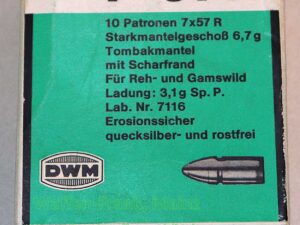 10 Patronen 7x57 R
Starkmantelgeschoß 6,7 g
Tombakmantel
mit Scharfrand
Für Reh- und Gamswild
Ladung: 3,1g Sp. P.
Lab. Nr. 7116
Erosionssicher
quecksilber- und rostfrei
DWM